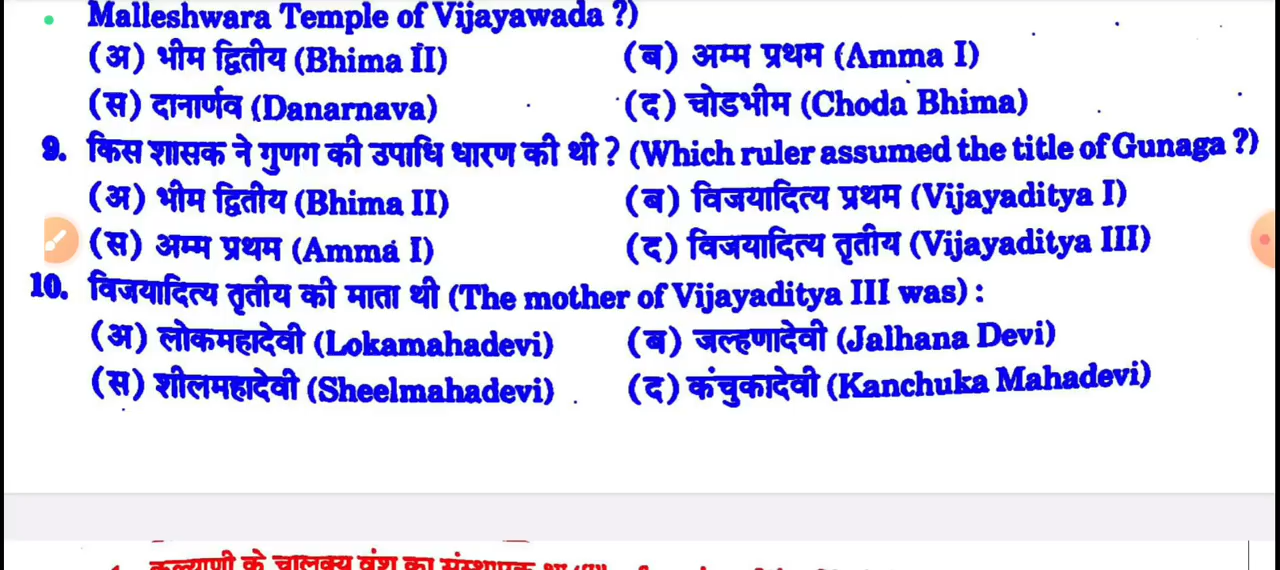 Malleshwara Temple of Vijayawada ?)
(अ) भीम द्वितीय (Bhima II) (ब) अम्म प्रथम (Amma I)
(स) दानार्णव (Danarnava) (द) चोडभीम (Choda Bhima)
9. किस शासक ने गुणग की उपाधि धारण की थी ? (Which ruler assumed the title of Gunaga ?)
(अ) भीम द्वितीय (Bhima II) (ब) विजयादित्य प्रथम (Vijayaditya I)
(स) अम्म प्रथम (Amma I) (द) विजयादित्य तृतीय (Vijayaditya III)
10. विजयादित्य तृतीय की माता थी (The mother of Vijayaditya III was) :
(अ) लोकमहादेवी (Lokamahadevi) (ब) जल्हणादेवी (Jalhana Devi)
(स) शीलमहादेवी (Sheelmahadevi) (द) कंचुकादेवी (Kanchuka Mahadevi)
कल्याणी के चालुक्य वंश का संस्थापक था